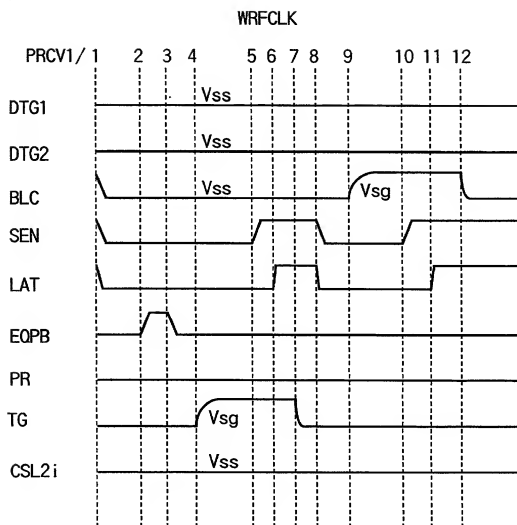 WRFCLK
PRCV1/ 1 2 3 4 5 6 7 8 9 10 11 12
DTG1 Vss
DTG2 Vss
BLC Vss Vsg
SEN
LAT
EQPB
PR
TG Vsg
CSL2i Vss